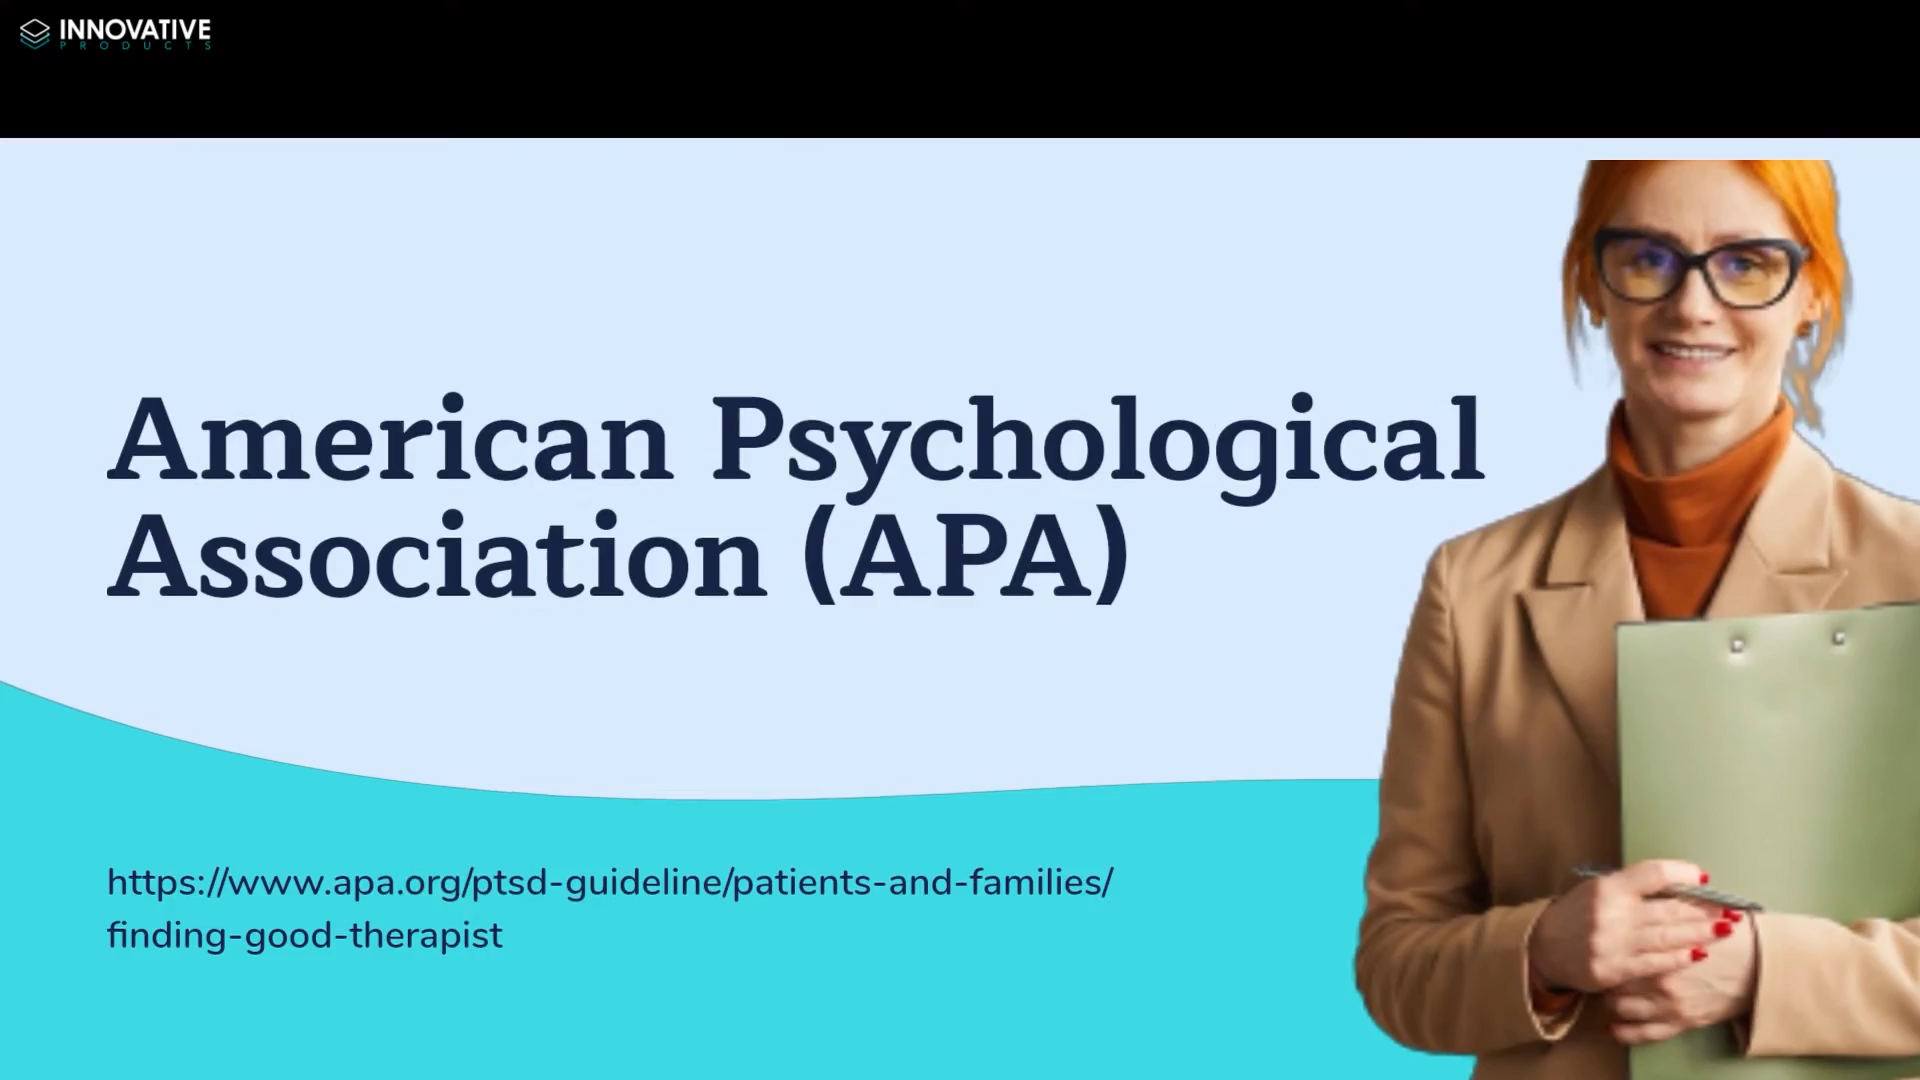 INNOVATIVE
PRODUCTS
American Psychological
Association (APA)
https://www.apa.org/ptsd-guideline/patients-and-families/
finding-good-therapist